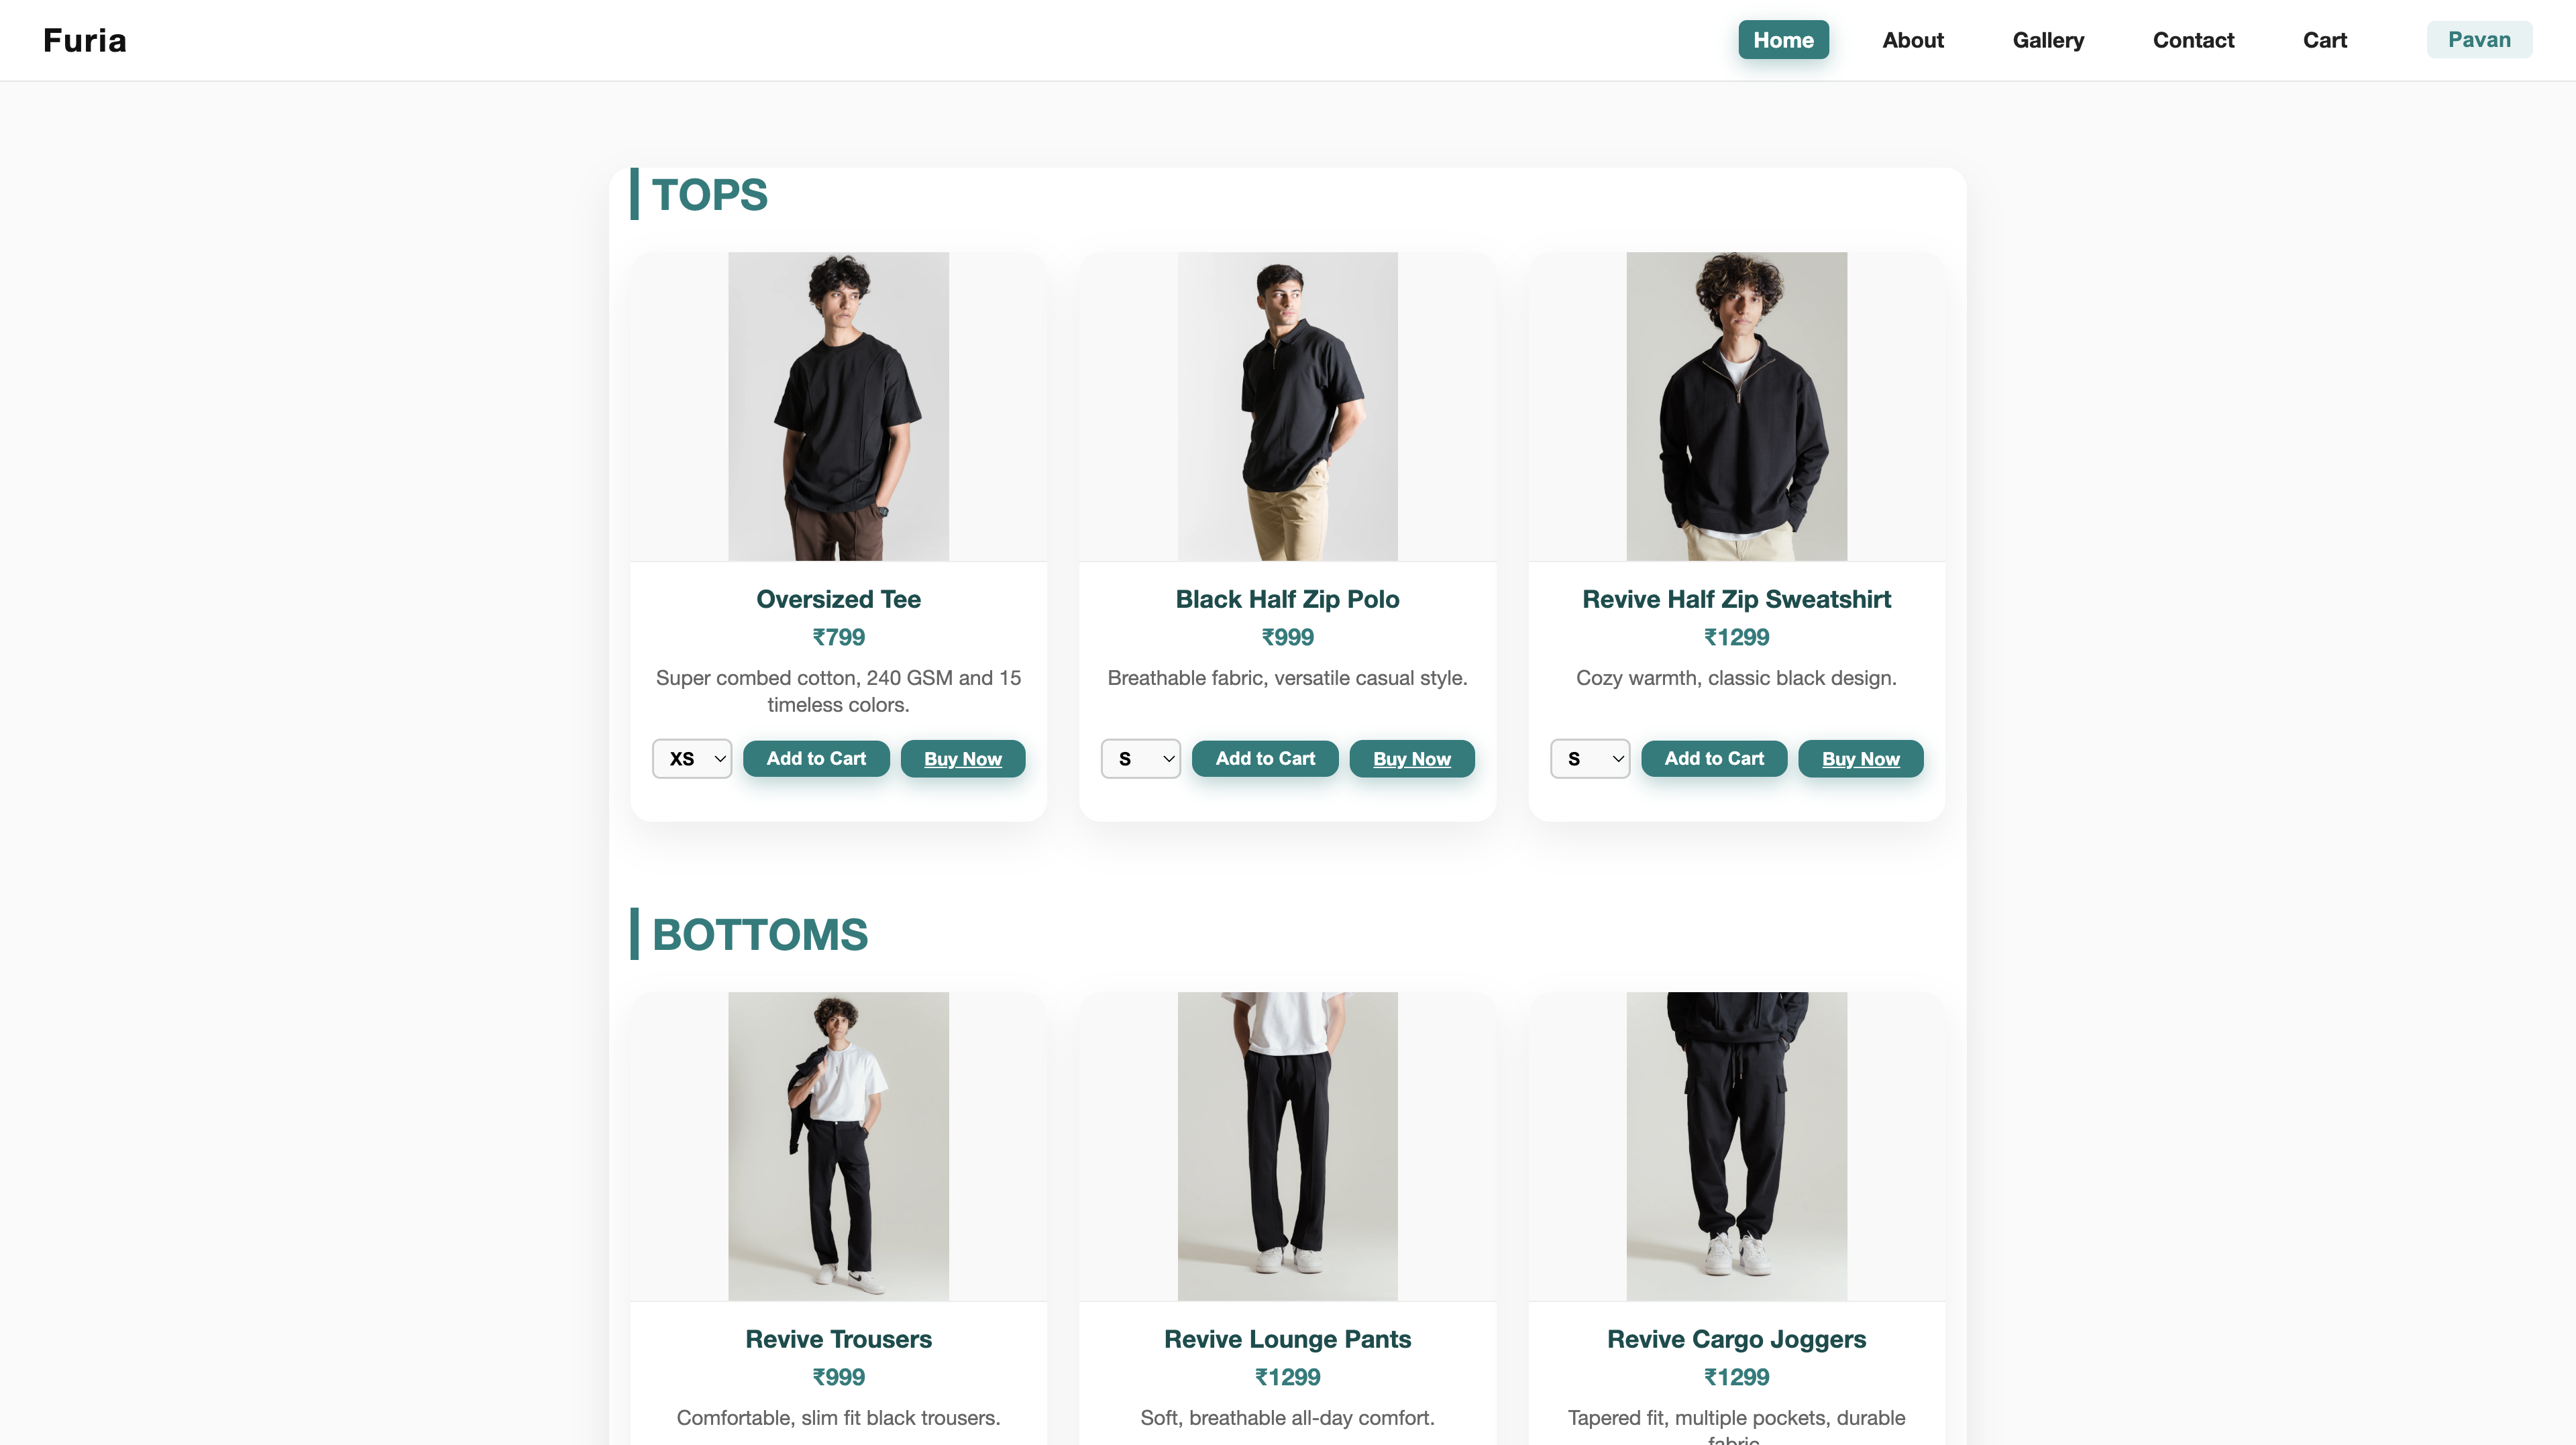 Furia
Home
About
Gallery
Contact
Cart
Pavan
TOPS
Oversized Tee
₹799
Super combed cotton, 240 GSM and 15
timeless colors.
XS
Add to Cart
Buy Now
Black Half Zip Polo
₹999
Breathable fabric, versatile casual style.
S
Add to Cart
Buy Now
Revive Half Zip Sweatshirt
₹1299
Cozy warmth, classic black design.
S
Add to Cart
Buy Now
BOTTOMS
Revive Trousers
₹999
Comfortable, slim fit black trousers.
Revive Lounge Pants
₹1299
Soft, breathable all-day comfort.
Revive Cargo Joggers
₹1299
Tapered fit, multiple pockets, durable
fabric